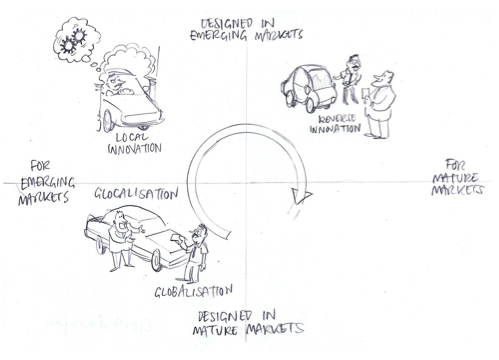 DESIGNED IN
EMERGING MARKETS
LOCAL
INNOVATION
REVERSE
INNOVATION
FOR
EMERGING
MARKETS
FOR
MATURE
MARKETS
GLOCALISATION
GLOBALISATION
DESIGNED IN
MATURE MARKETS